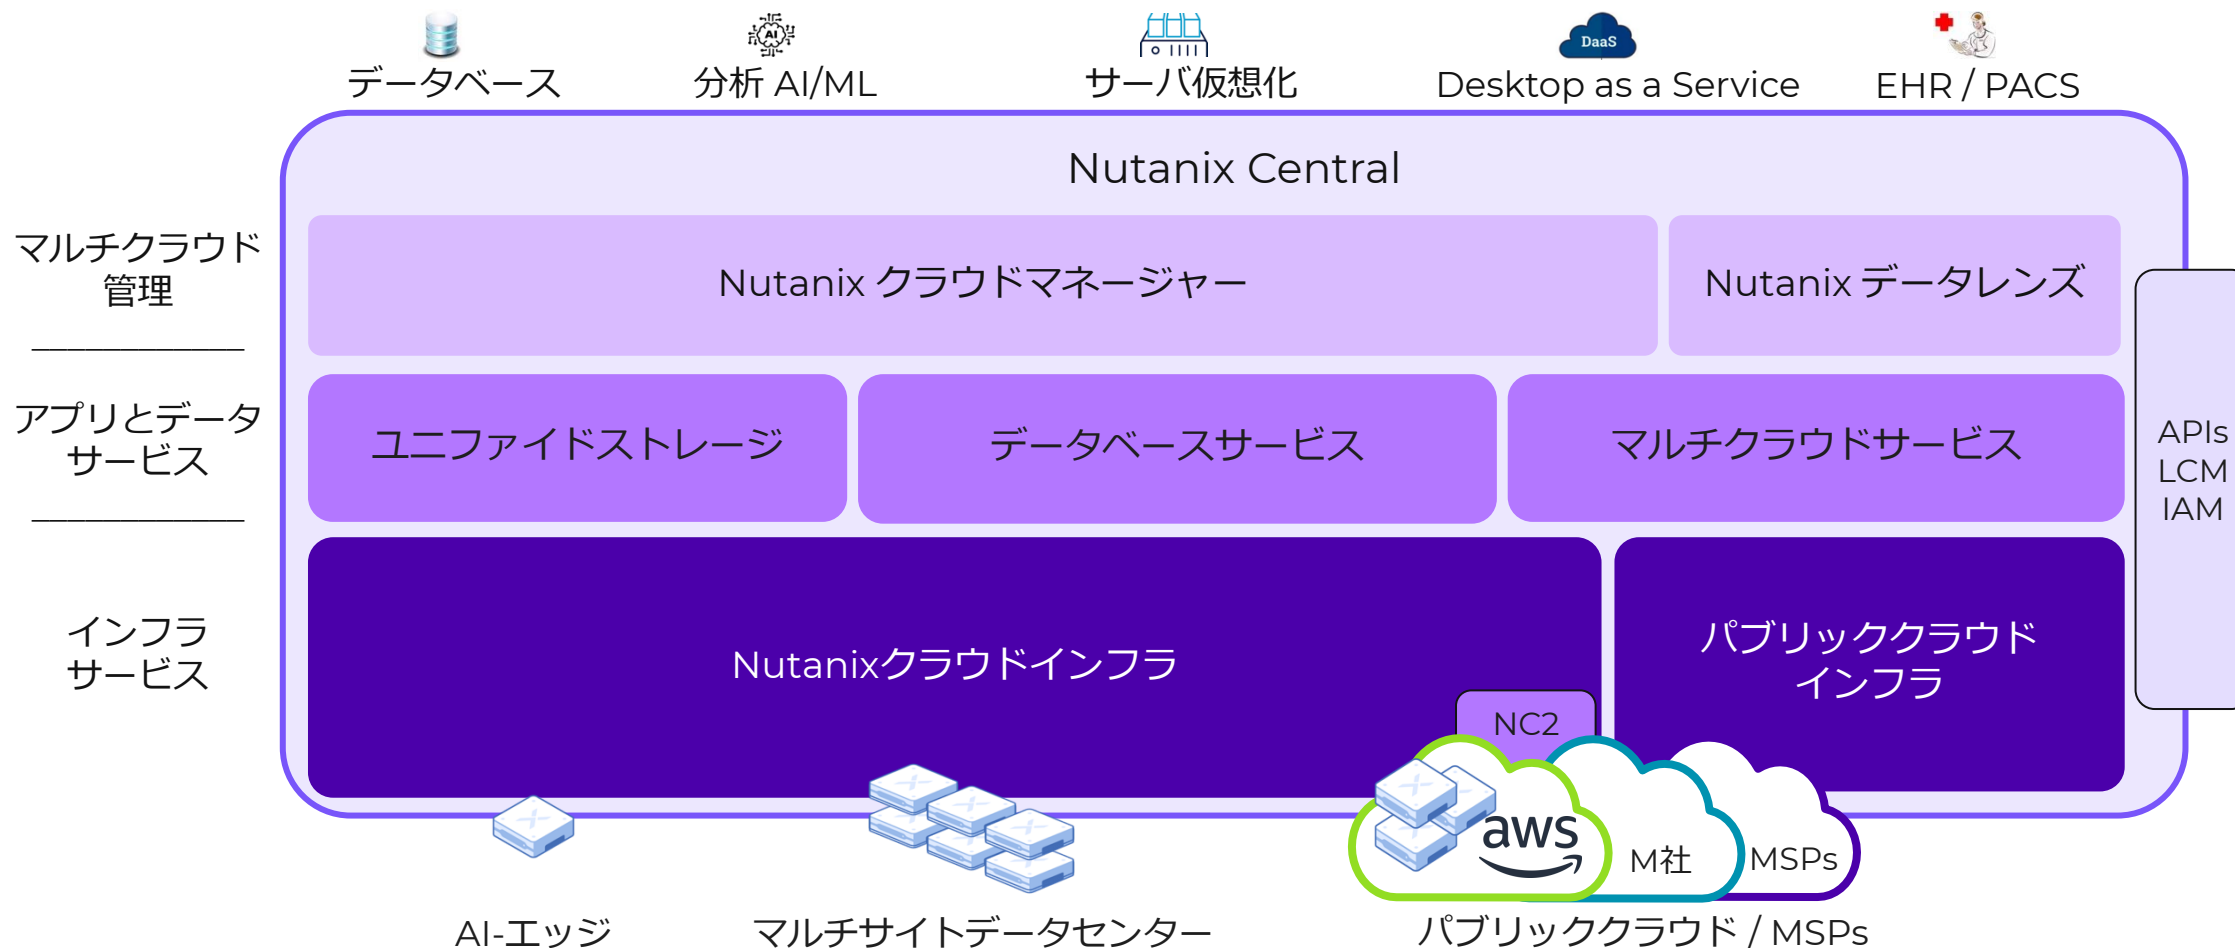 データベース
AI
分析 AI/ML
サーバ仮想化
DaaS
Desktop as a Service
EHR / PACS
Nutanix Central
マルチクラウド
管理
Nutanix クラウドマネージャー
Nutanix データレンズ
アプリとデータ
サービス
ユニファイドストレージ
データベースサービス
マルチクラウドサービス
APIs
LCM
IAM
インフラ
サービス
Nutanixクラウドインフラ
パブリッククラウド
インフラ
NC2
aws
M社
MSPs
AI-エッジ
マルチサイトデータセンター
パブリッククラウド / MSPs